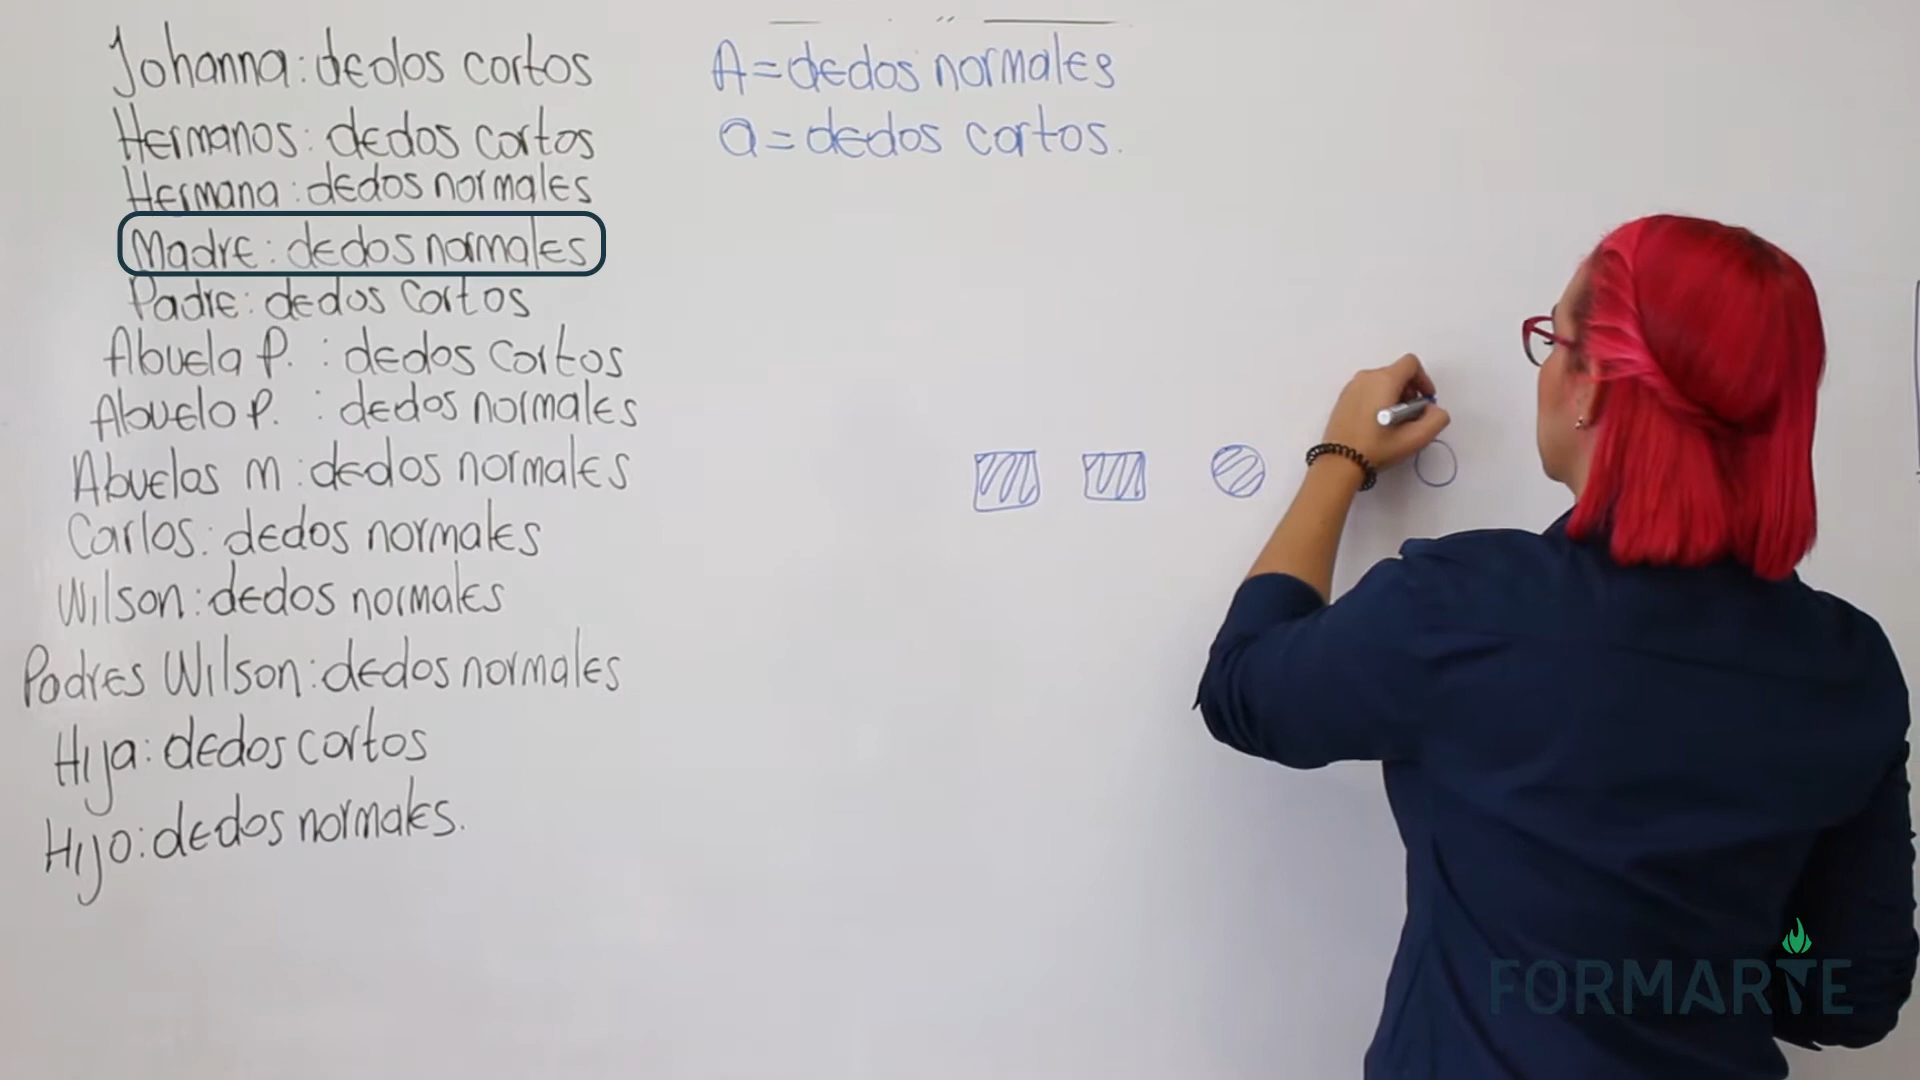 Johanna: dedos cortos
Hermanos: dedos cortos
Hermana: dedos normales
Madre: dedos normales
Padre: dedos cortos
Abuela P. : dedos cortos
Abuelo P. : dedos normales
Abuelos M: dedos normales
Carlos: dedos normales
Wilson: dedos normales
Padres Wilson: dedos normales
Hija: dedos cortos
Hijo: dedos normales.
A = dedos normales
a = dedos cortos.
FORMARTE